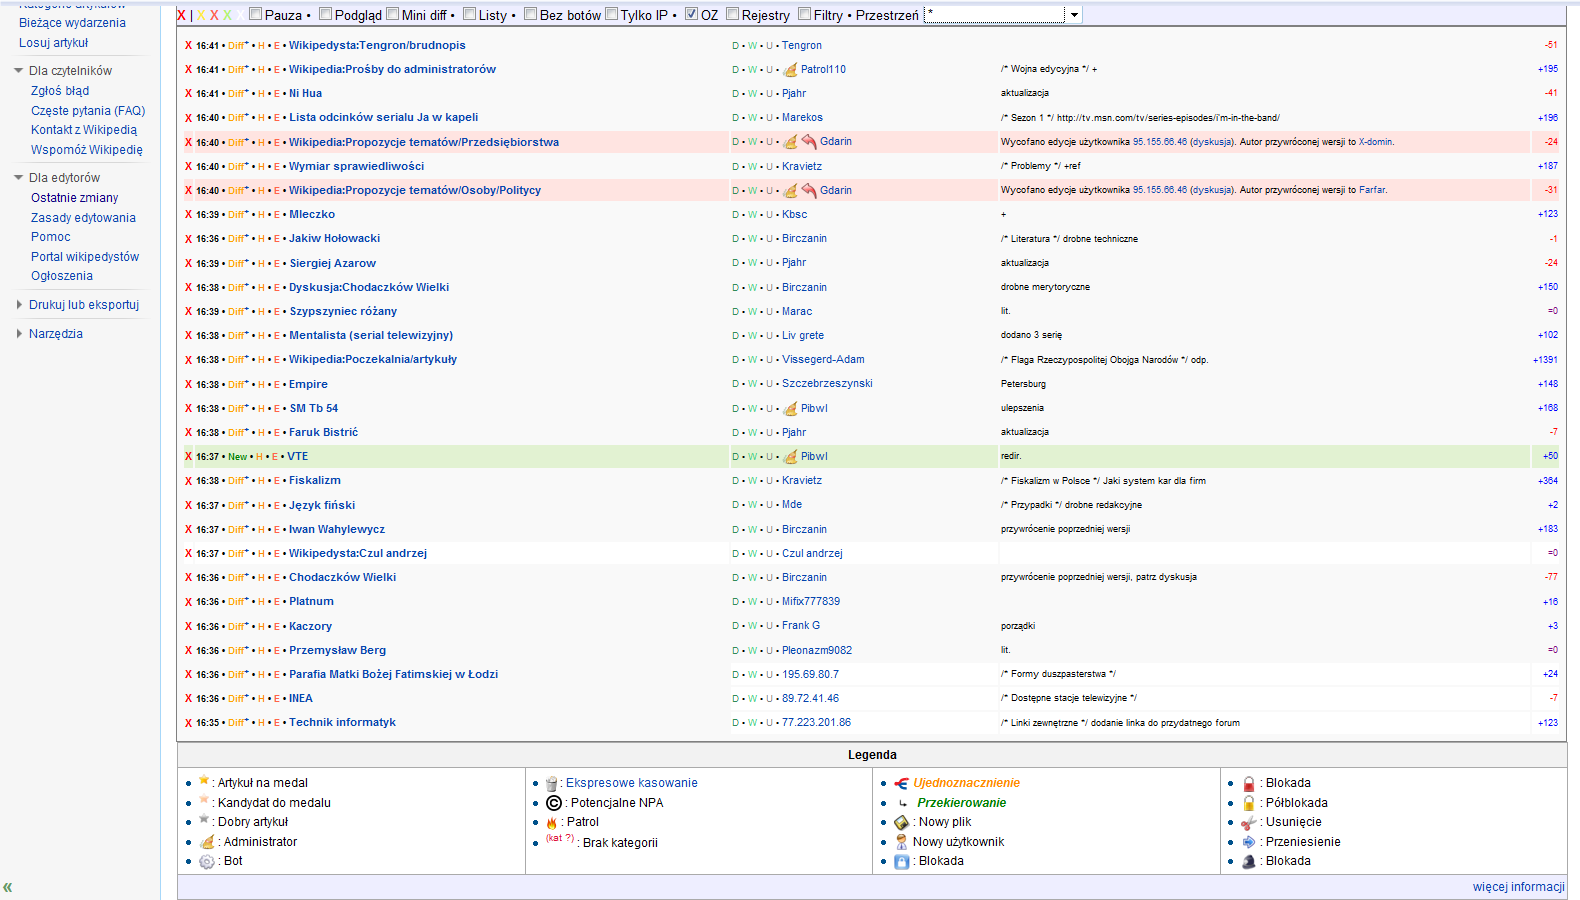 Bieżące wydarzenia
Losuj artykuł
Dla czytelników
Zgłoś błąd
Częste pytania (FAQ)
Kontakt z Wikipedią
Wspomóż Wikipedię
Dla edytorów
Ostatnie zmiany
Zasady edytowania
Pomoc
Portal wikipedystów
Ogłoszenia
Drukuj lub eksportuj
Narzędzia
«
X | X X X X Pauza • Podgląd Mini diff • Listy • Bez botów Tylko IP • OZ Rejestry Filtry • Przestrzeń *
X 16:41 • Diff+ • H • E • Wikipedysta:Tengron/brudnopis D • W • U • Tengron -51
X 16:41 • Diff+ • H • E • Wikipedia:Prośby do administratorów D • W • U • Patrol110 /* Wojna edycyjna */ + +195
X 16:41 • Diff+ • H • E • Ni Hua D • W • U • Pjahr aktualizacja -41
X 16:40 • Diff+ • H • E • Lista odcinków serialu Ja w kapeli D • W • U • Marekos /* Sezon 1 */ http://tv.msn.com/tv/series-episodes/i'm-in-the-band/ +196
X 16:40 • Diff+ • H • E • Wikipedia:Propozycje tematów/Przedsiębiorstwa D • W • U • Gdarin Wycofano edycje użytkownika 95.155.66.46 (dyskusja). Autor przywróconej wersji to X-domin. -24
X 16:40 • Diff+ • H • E • Wymiar sprawiedliwości D • W • U • Kravietz /* Problemy */ +ref +187
X 16:40 • Diff+ • H • E • Wikipedia:Propozycje tematów/Osoby/Politycy D • W • U • Gdarin Wycofano edycje użytkownika 95.155.66.46 (dyskusja). Autor przywróconej wersji to Farfar. -31
X 16:39 • Diff+ • H • E • Mleczko D • W • U • Kbsc + +123
X 16:36 • Diff+ • H • E • Jakiw Hołowacki D • W • U • Birczanin /* Literatura */ drobne techniczne -1
X 16:39 • Diff+ • H • E • Siergiej Azarow D • W • U • Pjahr aktualizacja -24
X 16:38 • Diff+ • H • E • Dyskusja:Chodaczków Wielki D • W • U • Birczanin drobne merytoryczne +150
X 16:39 • Diff+ • H • E • Szypszyniec różany D • W • U • Marac lit. =0
X 16:38 • Diff+ • H • E • Mentalista (serial telewizyjny) D • W • U • Liv grete dodano 3 serię +102
X 16:38 • Diff+ • H • E • Wikipedia:Poczekalnia/artykuły D • W • U • Vissegerd-Adam /* Flaga Rzeczypospolitej Obojga Narodów */ odp. +1391
X 16:38 • Diff+ • H • E • Empire D • W • U • Szczebrzeszynski Petersburg +148
X 16:38 • Diff+ • H • E • SM Tb 54 D • W • U • Pibwl ulepszenia +168
X 16:38 • Diff+ • H • E • Faruk Bistrić D • W • U • Pjahr aktualizacja -7
X 16:37 • New • H • E • VTE D • W • U • Pibwl redir. +50
X 16:38 • Diff+ • H • E • Fiskalizm D • W • U • Kravietz /* Fiskalizm w Polsce */ Jaki system kar dla firm +364
X 16:37 • Diff+ • H • E • Język fiński D • W • U • Mde /* Przypadki */ drobne redakcyjne +2
X 16:37 • Diff+ • H • E • Iwan Wahylewycz D • W • U • Birczanin przywrócenie poprzedniej wersji +183
X 16:37 • Diff+ • H • E • Wikipedysta:Czul andrzej D • W • U • Czul andrzej =0
X 16:36 • Diff+ • H • E • Chodaczków Wielki D • W • U • Birczanin przywrócenie poprzedniej wersji, patrz dyskusja -77
X 16:36 • Diff+ • H • E • Platnum D • W • U • Mifix777839 +16
X 16:36 • Diff+ • H • E • Kaczory D • W • U • Frank G porządki +3
X 16:36 • Diff+ • H • E • Przemysław Berg D • W • U • Pleonazm9082 lit. =0
X 16:36 • Diff+ • H • E • Parafia Matki Bożej Fatimskiej w Łodzi D • W • U • 195.69.80.7 /* Formy duszpasterstwa */ +24
X 16:36 • Diff+ • H • E • INEA D • W • U • 89.72.41.46 /* Dostępne stacje telewizyjne */ -7
X 16:35 • Diff+ • H • E • Technik informatyk D • W • U • 77.223.201.86 /* Linki zewnętrzne */ dodanie linka do przydatnego forum +123
Legenda
: Artykuł na medal
: Kandydat do medalu
: Dobry artykuł
: Administrator
: Bot
: Ekspresowe kasowanie
© : Potencjalne NPA
: Patrol
(kat ?) : Brak kategorii
Ujednoznacznienie
Przekierowanie
: Nowy plik
Nowy użytkownik
: Blokada
: Blokada
: Półblokada
: Usunięcie
: Przeniesienie
: Blokada
więcej informacji